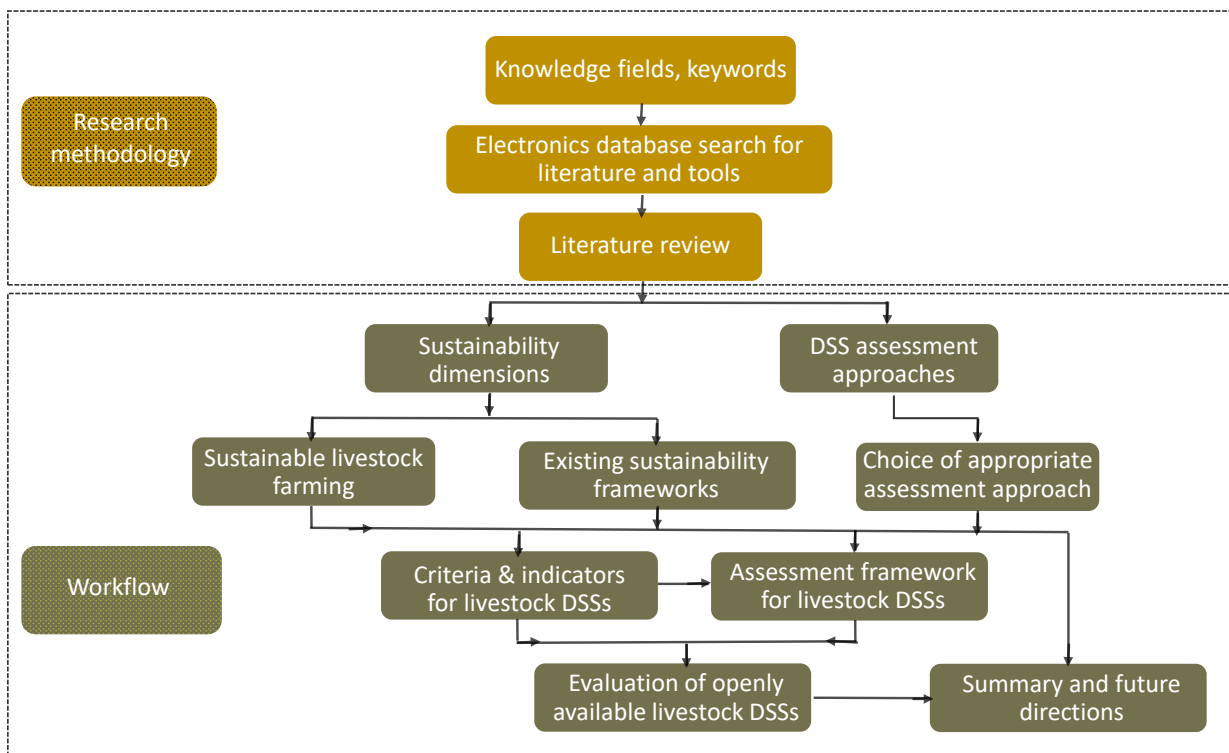 Knowledge fields, keywords
Research
methodology
Electronics database search for
literature and tools
Literature review
Sustainability
dimensions
DSS assessment
approaches
Sustainable livestock
farming
Existing sustainability
frameworks
Choice of appropriate
assessment approach
Workflow
Criteria & indicators
for livestock DSSs
Assessment framework
for livestock DSSs
Evaluation of openly
available livestock DSSs
Summary and future
directions